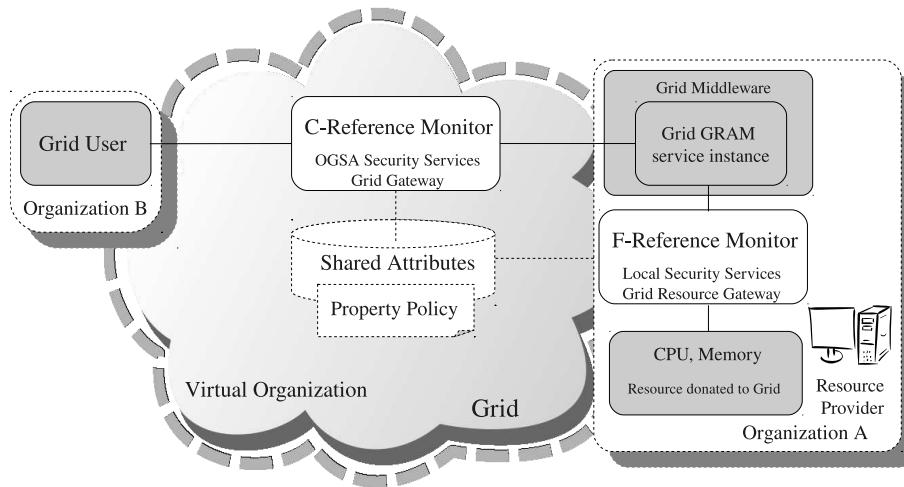 Grid User
Organization B
C-Reference Monitor
OGSA Security Services
Grid Gateway
Shared Attributes
Property Policy
Virtual Organization
Grid
Grid Middleware
Grid GRAM
service instance
F-Reference Monitor
Local Security Services
Grid Resource Gateway
CPU, Memory
Resource donated to Grid
Resource
Provider
Organization A